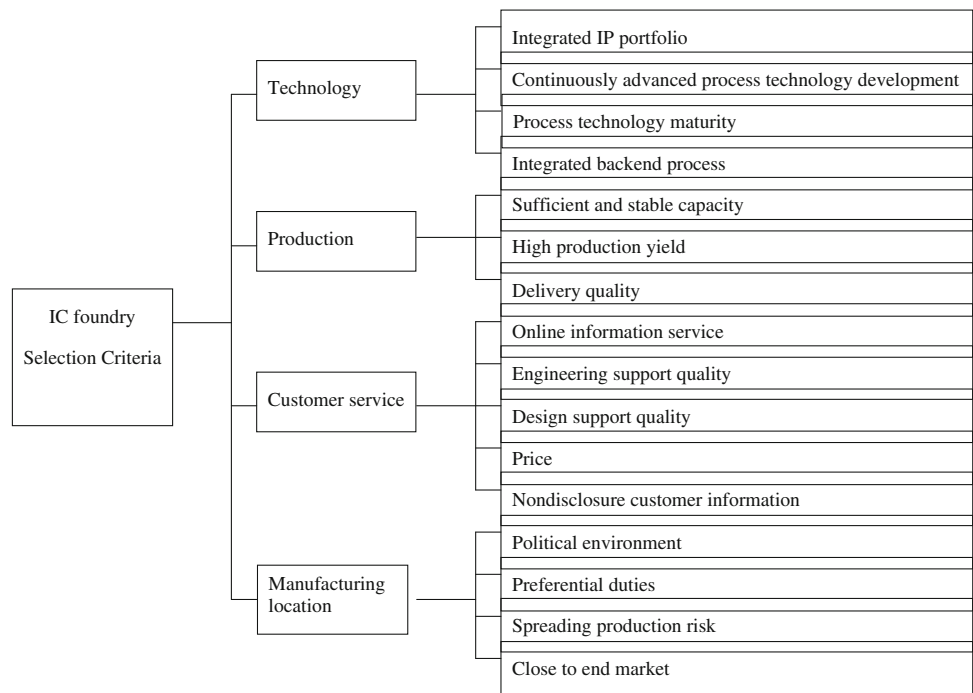 IC foundry
Selection Criteria
Technology
Integrated IP portfolio
Continuously advanced process technology development
Process technology maturity
Integrated backend process
Production
Sufficient and stable capacity
High production yield
Delivery quality
Customer service
Online information service
Engineering support quality
Design support quality
Price
Nondisclosure customer information
Manufacturing
location
Political environment
Preferential duties
Spreading production risk
Close to end market